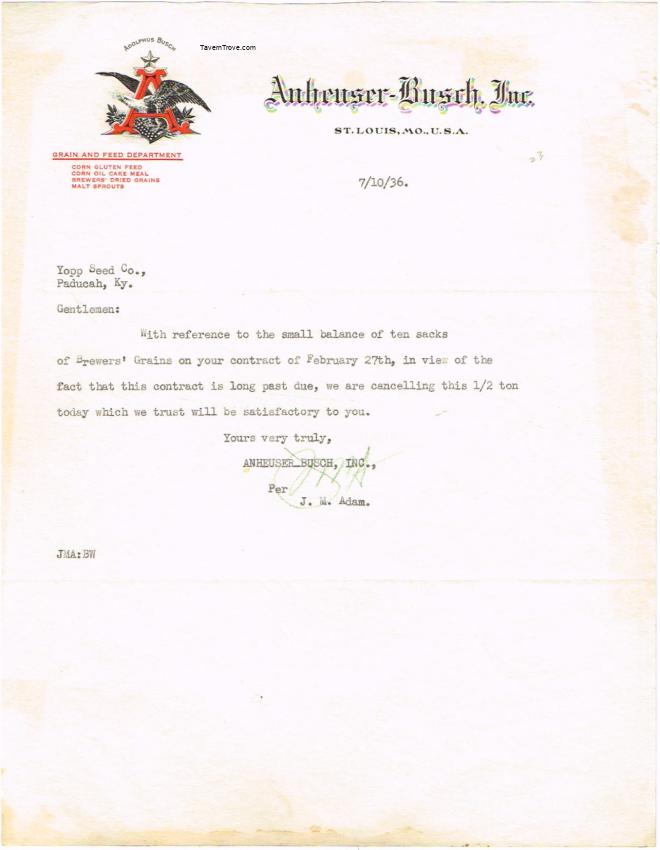 ADOLPHUS BUSCH
TavernTrove.com
A
Anheuser-Busch, Inc.
ST. LOUIS, MO., U.S.A.
GRAIN AND FEED DEPARTMENT
CORN GLUTEN FEED
CORN OIL CAKE MEAL
BREWERS' DRIED GRAINS
MALT SPROUTS
23
7/10/36.
Yopp Seed Co.,
Paducah, Ky.
Gentlemen:
With reference to the small balance of ten sacks
of Brewers' Grains on your contract of February 27th, in view of the
fact that this contract is long past due, we are cancelling this 1/2 ton
today which we trust will be satisfactory to you.
Yours very truly,
ANHEUSER_BUSCH, INC.,
Per
J. M. Adam.
JMA:BW